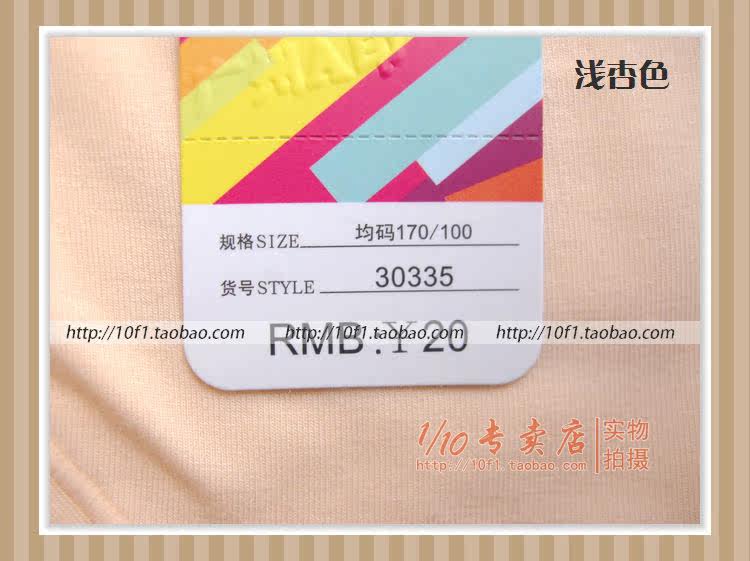 浅杏色
规格SIZE 均码170/100
货号STYLE 30335
http://10f1.taobao.com http://10f1.taobao.com http://10f1.taobao.com
RMB.Y 20
1/10专卖店 实物
http://10f1.taobao.com 拍摄